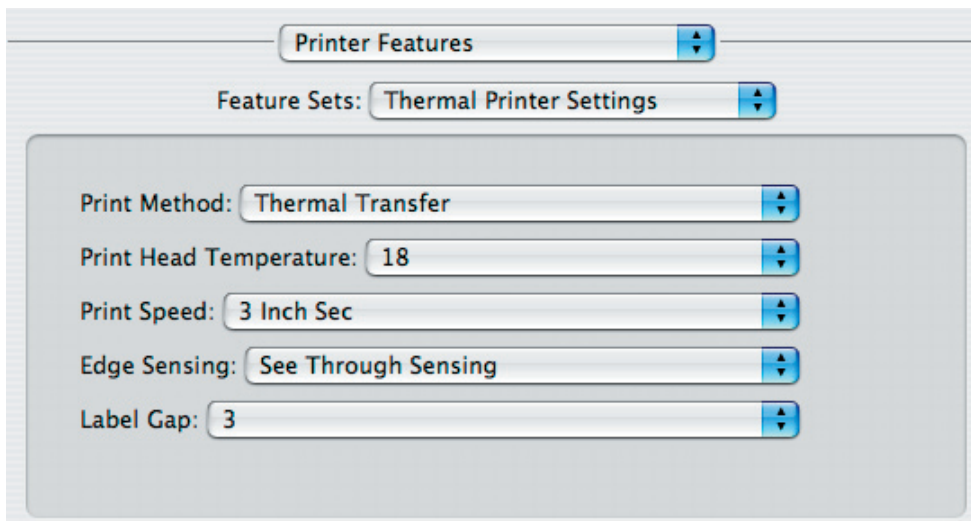 Printer Features
Feature Sets: Thermal Printer Settings
Print Method: Thermal Transfer
Print Head Temperature: 18
Print Speed: 3 Inch Sec
Edge Sensing: See Through Sensing
Label Gap: 3